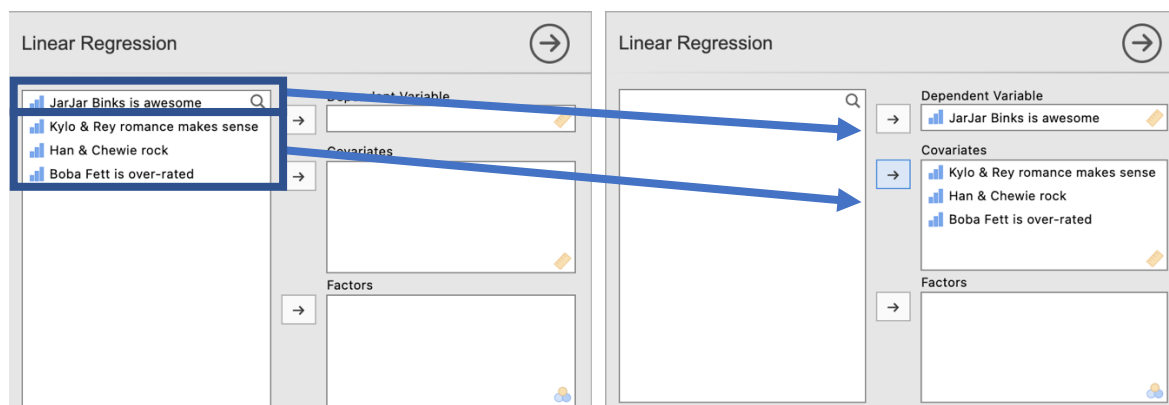 Linear Regression
JarJar Binks is awesome
Kylo & Rey romance makes sense
Han & Chewie rock
Boba Fett is over-rated
Dependent Variable
Covariates
Factors
Linear Regression
Dependent Variable
JarJar Binks is awesome
Covariates
Kylo & Rey romance makes sense
Han & Chewie rock
Boba Fett is over-rated
Factors